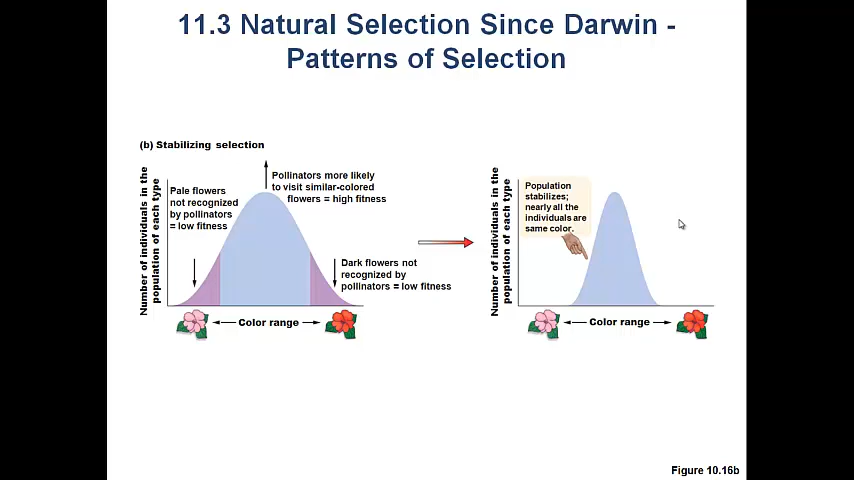 11.3 Natural Selection Since Darwin -
Patterns of Selection
(b) Stabilizing selection
Number of individuals in the
population of each type
Pale flowers
not recognized
by pollinators
= low fitness
Pollinators more likely
to visit similar-colored
flowers = high fitness
Dark flowers not
recognized by
pollinators = low fitness
Color range
Number of individuals in the
population of each type
Population
stabilizes;
nearly all the
individuals are
same color.
Color range
Figure 10.16b